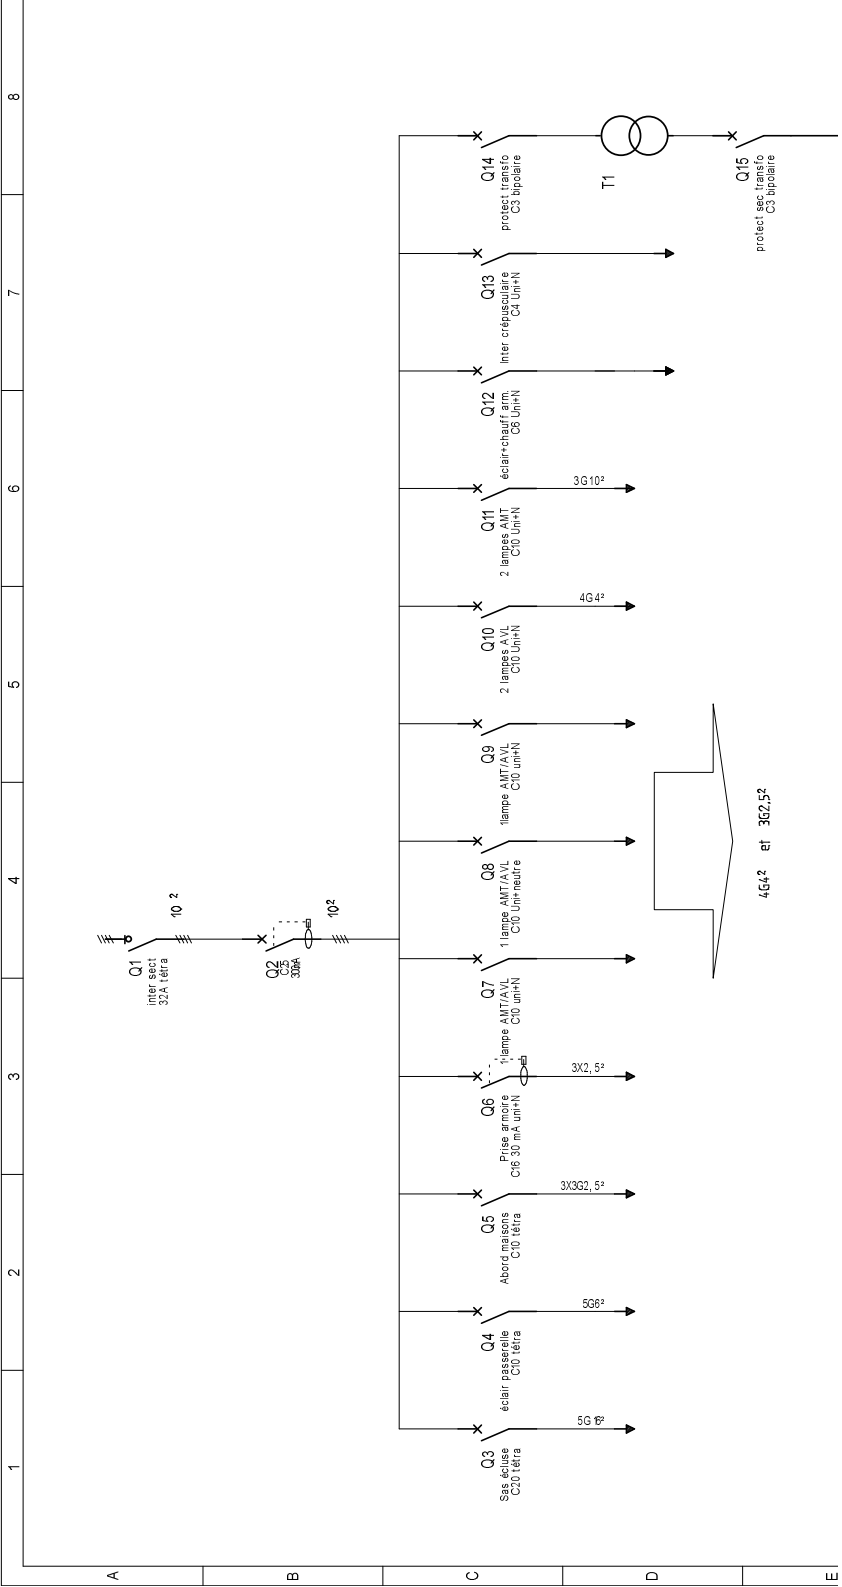 1
2
3
4
5
6
7
8
A
B
C
D
E
Q1
inter sect
32A tétra
10²
Q2
30mA
10²
Q3
Sas écluse
C20 tétra
5G16²
Q4
éclair passerelle
C10 tétra
5G6²
Q5
Abord maisons
C10 tétra
3X3G2,5²
Q6
Prise armoire
C16 30 mA uni+N
3X2,5²
Q7
1 lampe AMT/AVL
C10 uni+N
Q8
1 lampe AMT/AVL
C10 Uni+neutre
Q9
1lampe AMT/AVL
C10 uni+N
Q10
2 lampes AVL
C10 Uni+N
4G4²
Q11
2 lampes AMT
C10 Uni+N
3G10²
Q12
éclair+chauff arm.
C6 Uni+N
Q13
Inter crépusculaire
C4 Uni+N
Q14
protect transfo
C3 bipolaire
T1
Q15
protect sec transfo
C3 bipolaire
4G4² et 3G2,5²